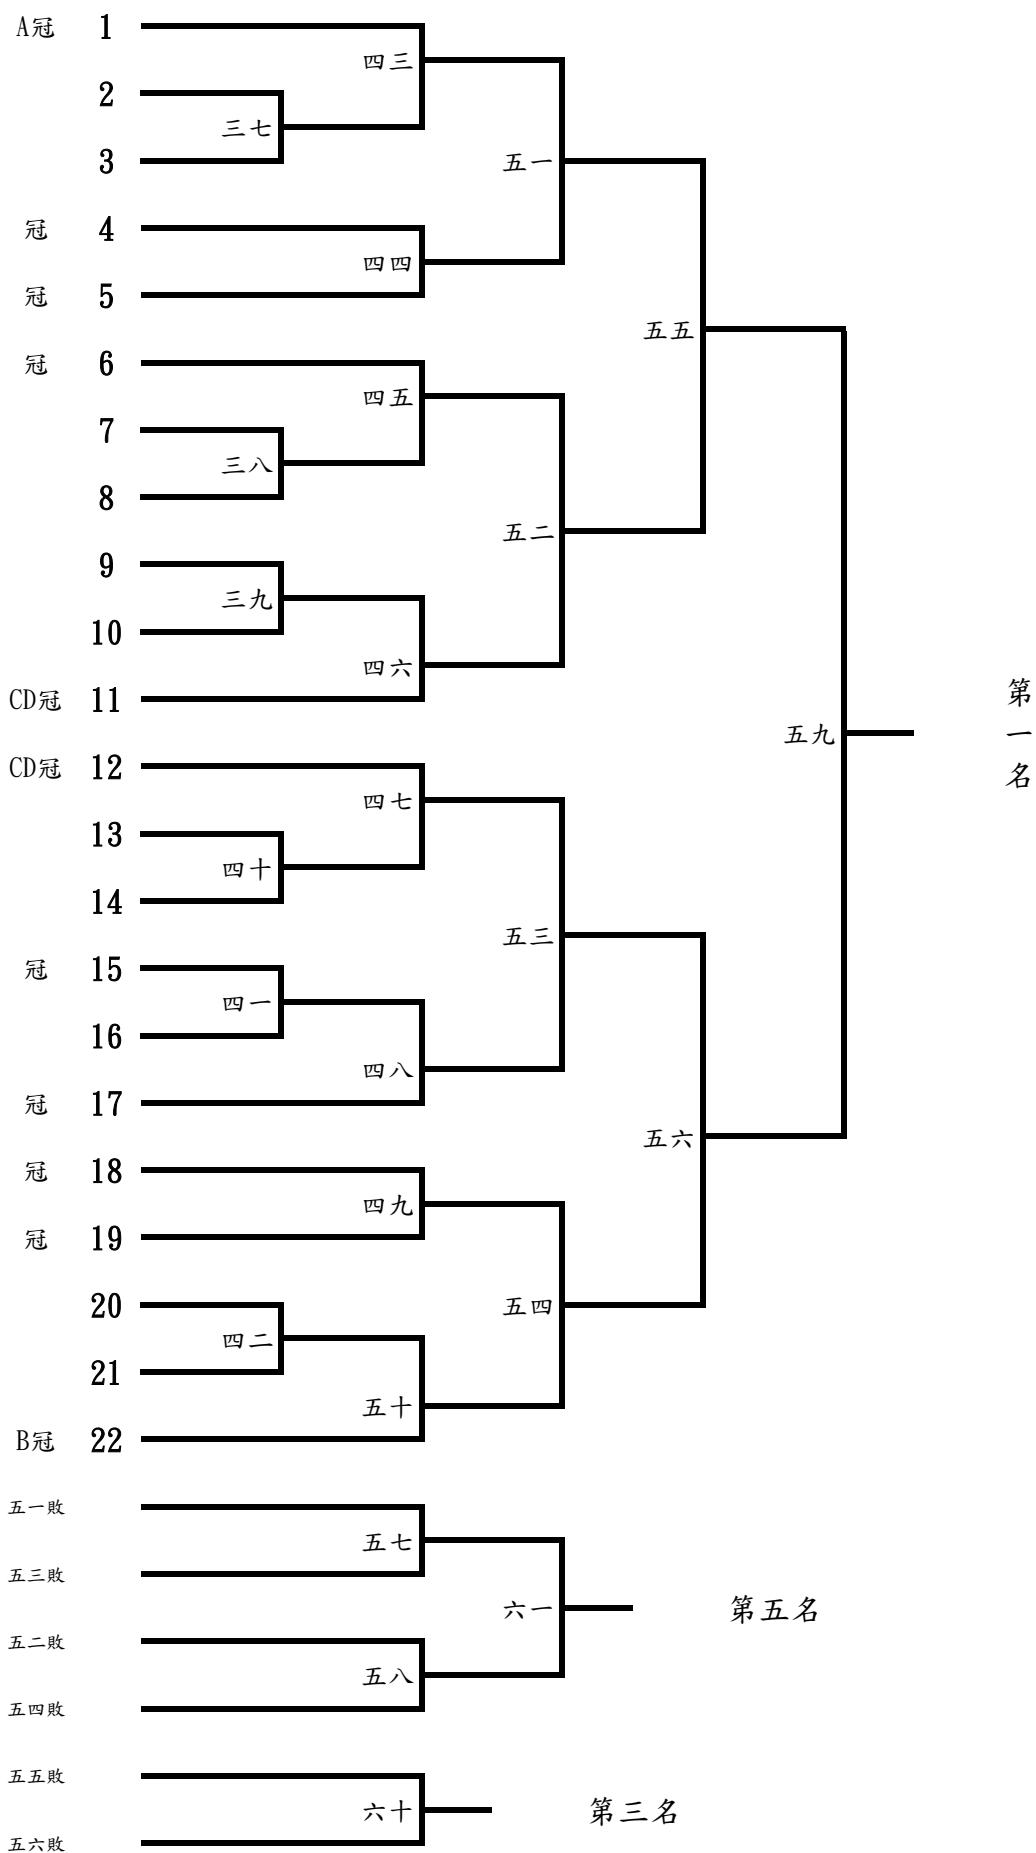 A冠 1
四三
2
三七
3
五一
冠 4
四四
冠 5
五五
冠 6
四五
7
三八
8
五二
9
三九
10
四六
CD冠 11
第一名
五九
CD冠 12
四七
13
四十
14
五三
冠 15
四一
16
四八
冠 17
五六
冠 18
四九
冠 19
20
五四
四二
21
五十
B冠 22
五一敗
五七
五三敗
六一 第五名
五二敗
五八
五四敗
五五敗
六十 第三名
五六敗